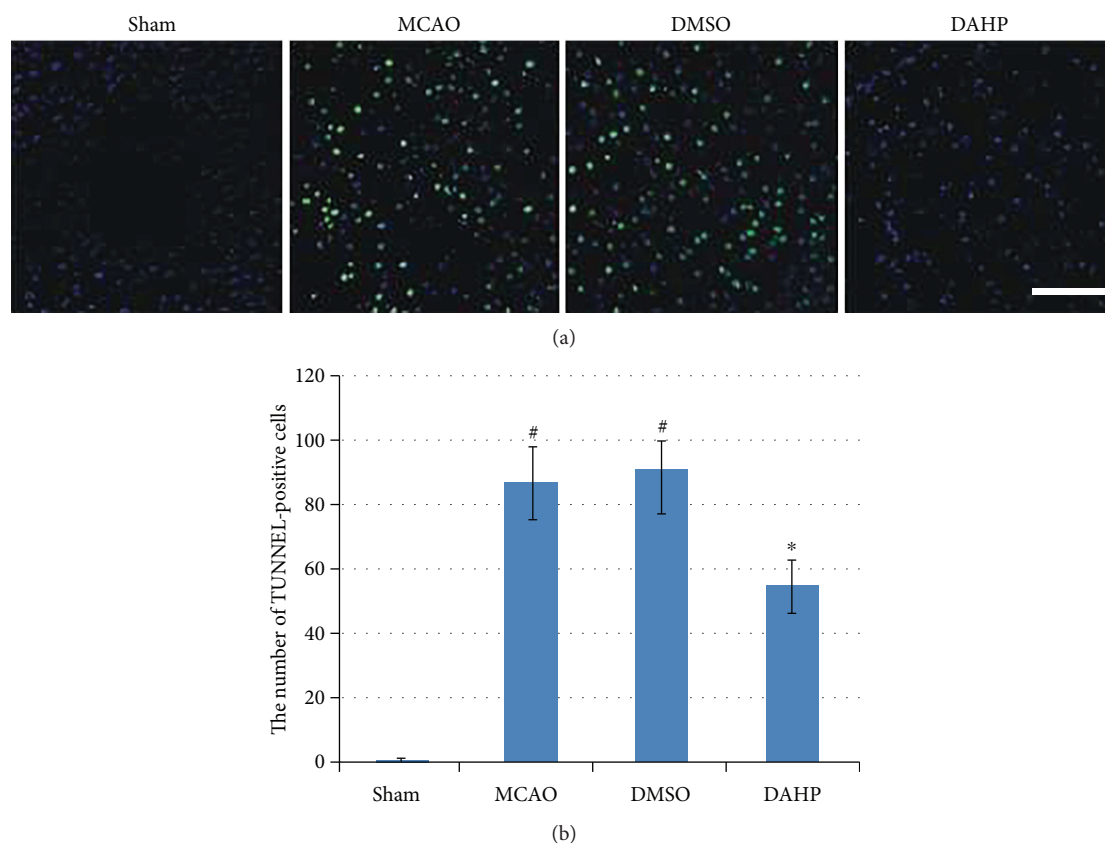 Sham MCAO DMSO DAHP
(a)
The number of TUNNEL-positive cells
120
100
80
60
40
20
0
#
#
*
Sham MCAO DMSO DAHP
(b)